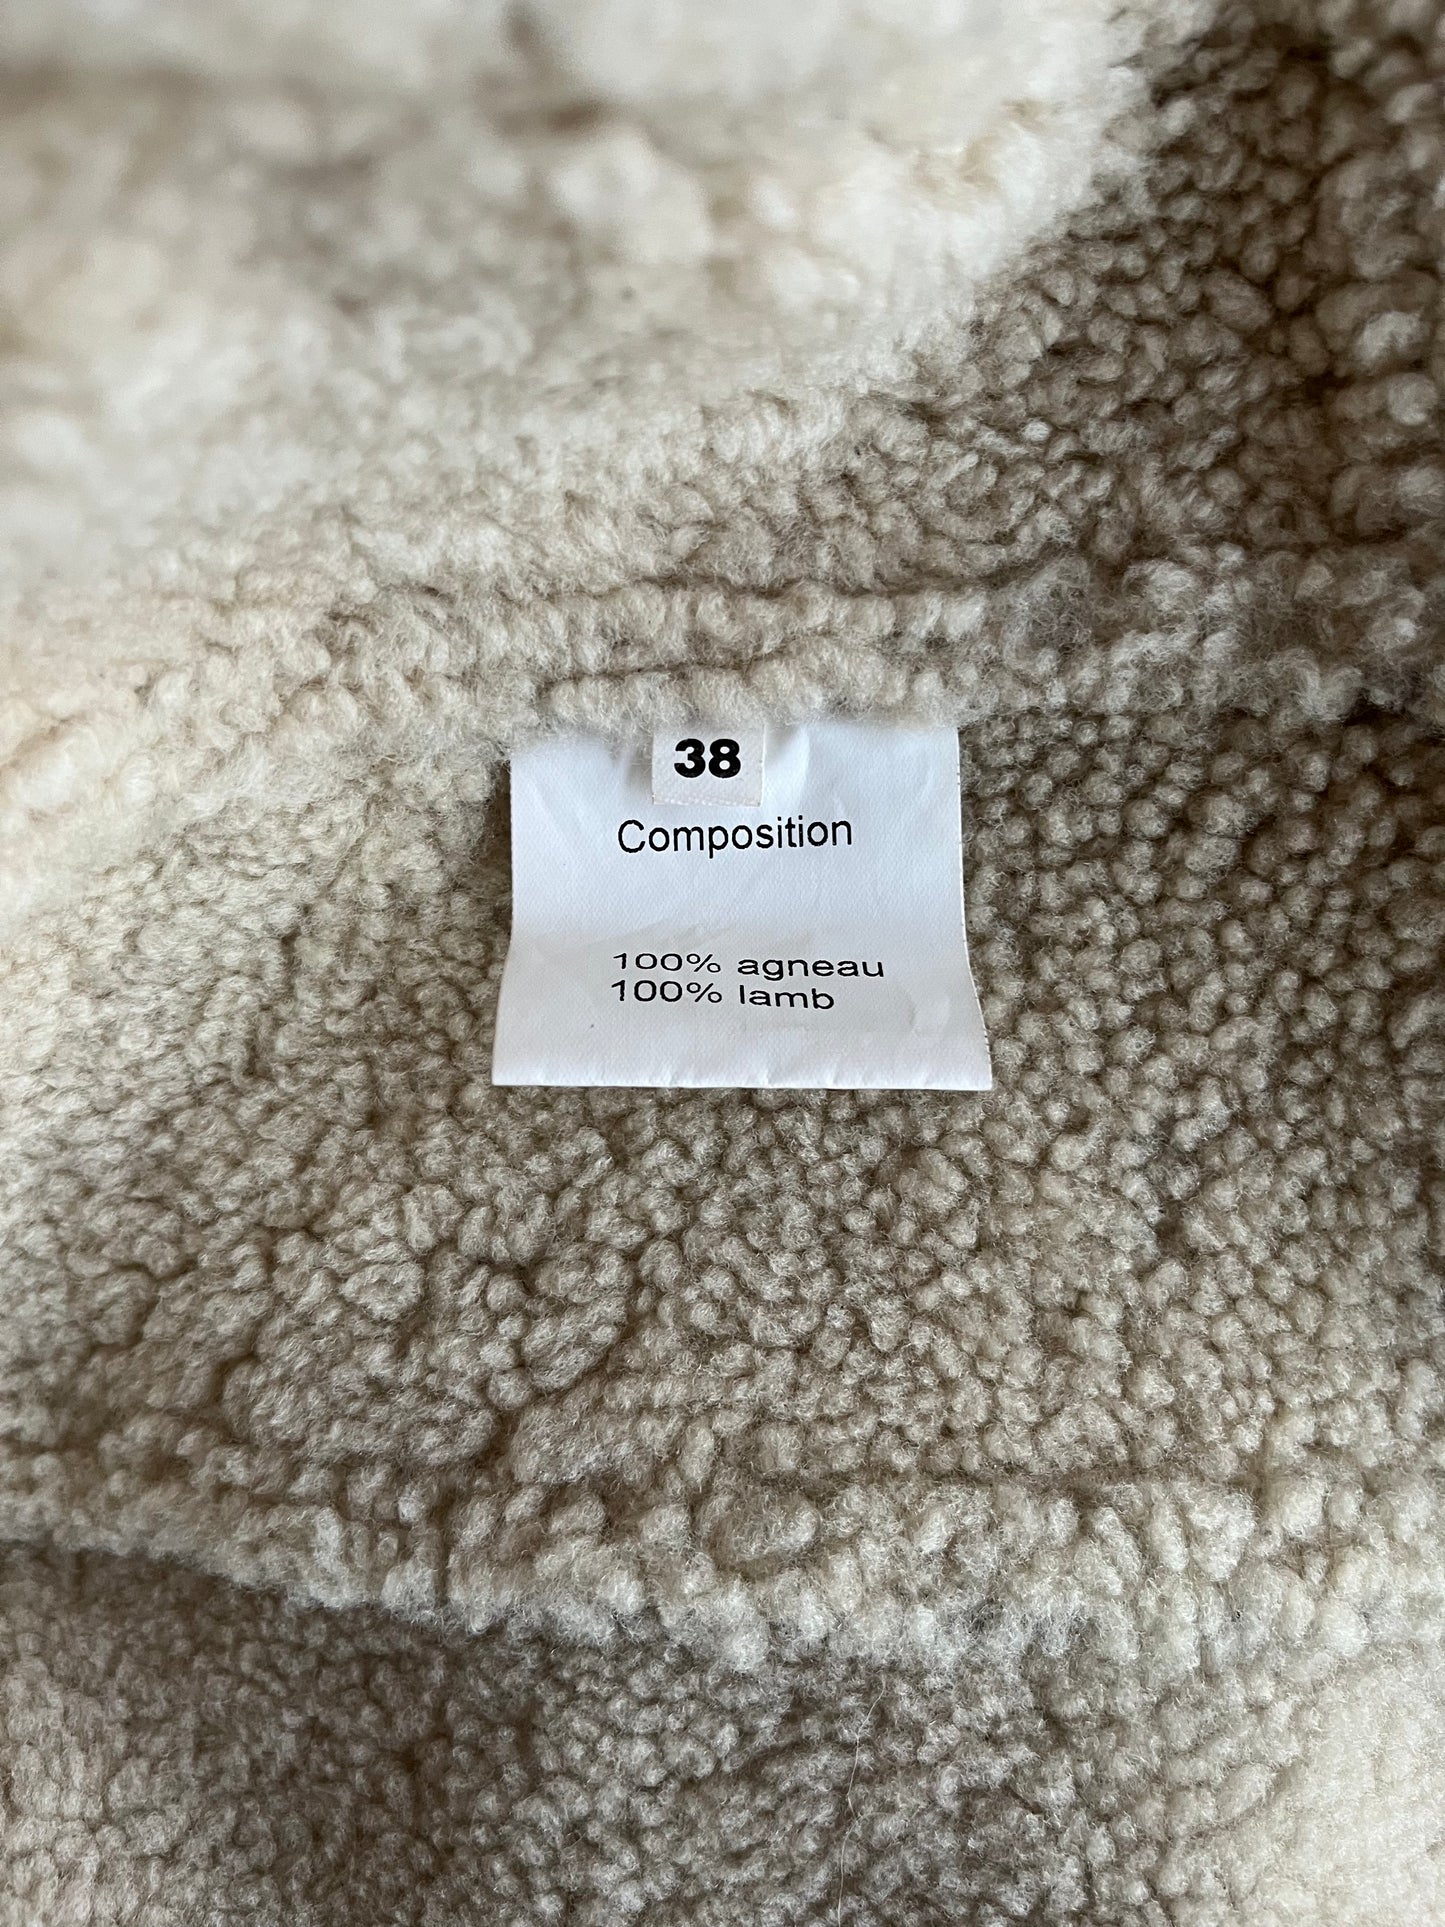 38
Composition
100% agneau
100% lamb